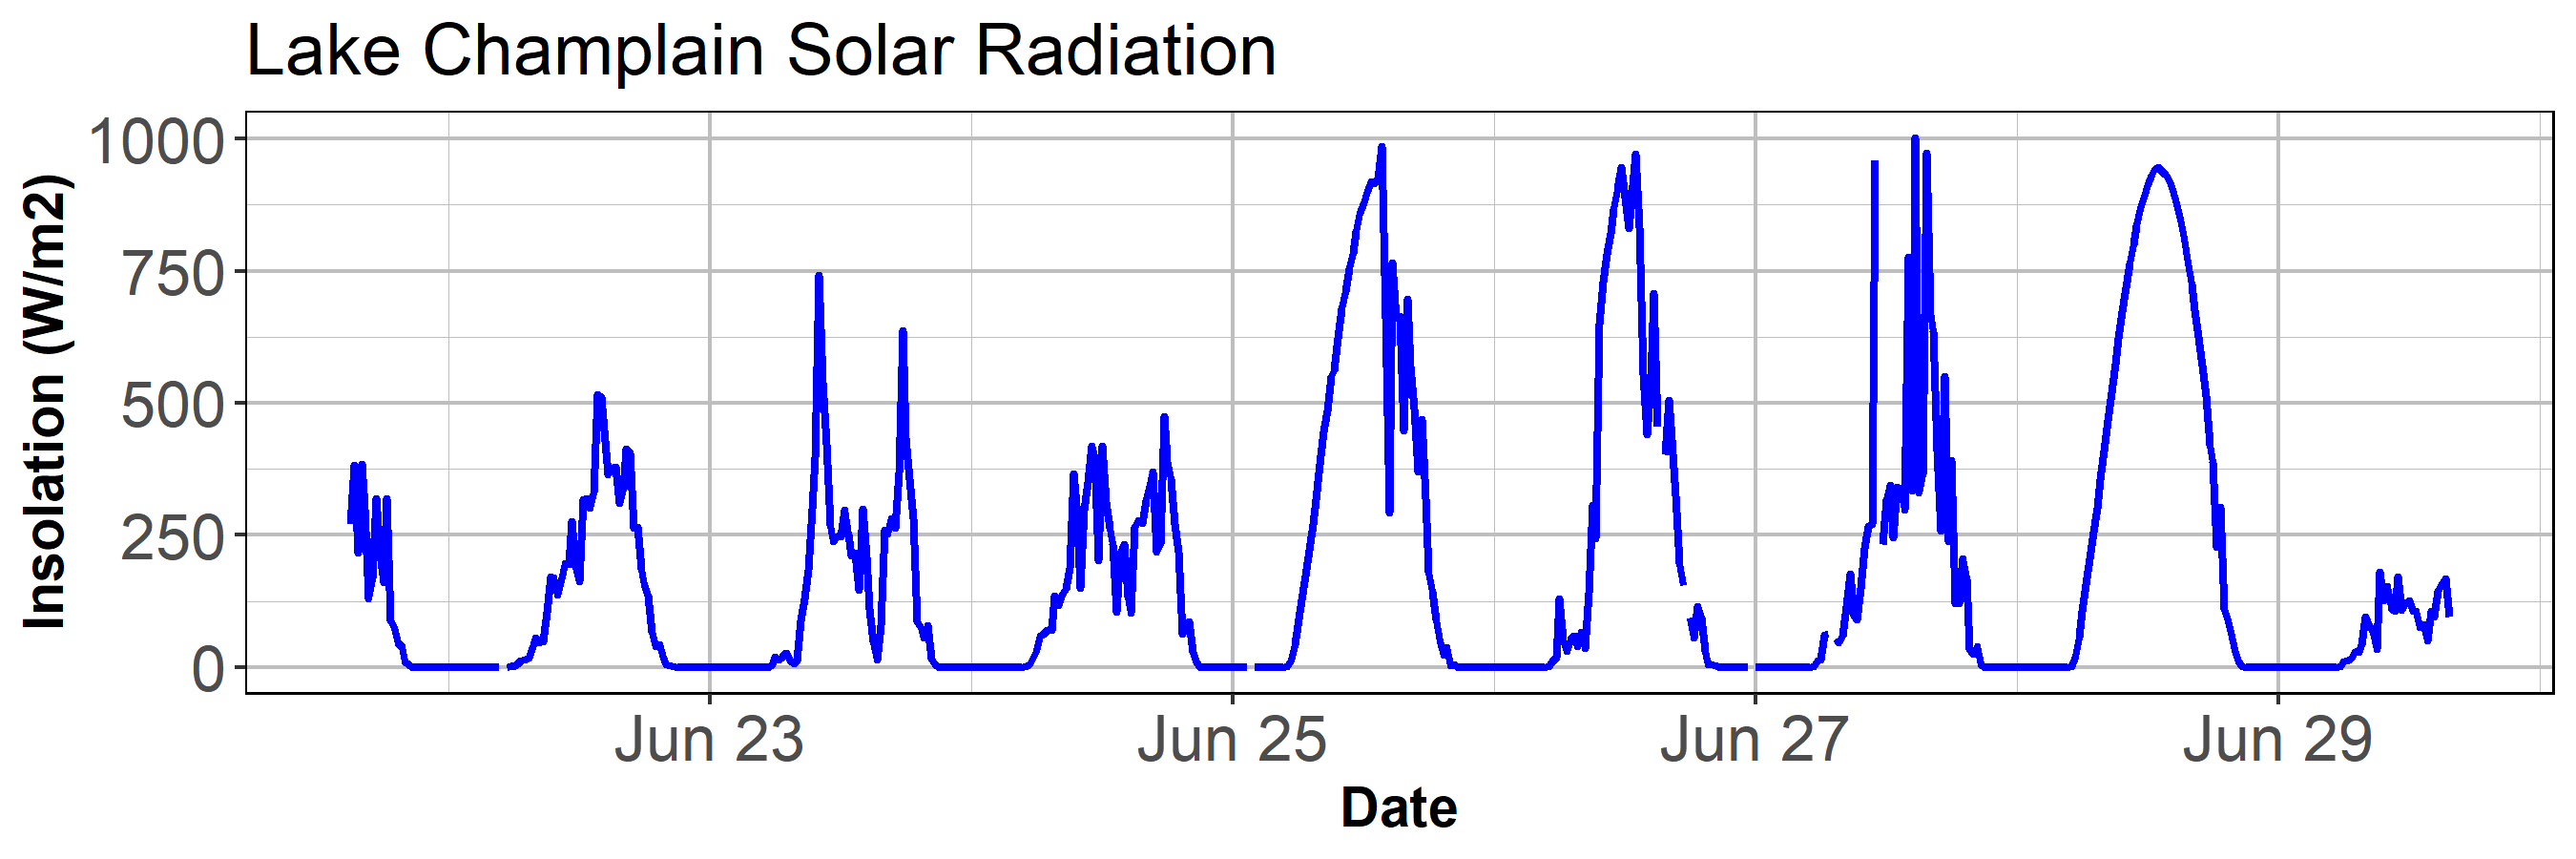 Lake Champlain Solar Radiation
1000
750
500
250
0
Insolation (W/m2)
Jun 23 Jun 25 Jun 27 Jun 29
Date